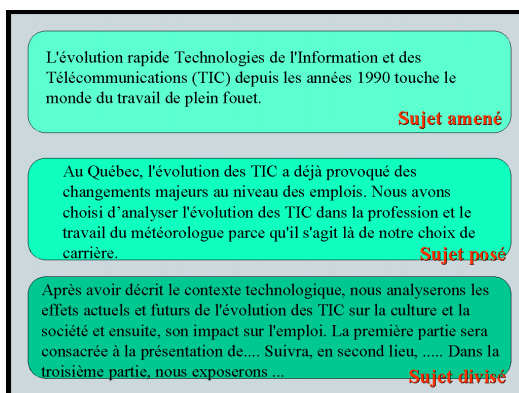 L'évolution rapide Technologies de l'Information et des
Télécommunications (TIC) depuis les années 1990 touche le
monde du travail de plein fouet.
Sujet amené
Au Québec, l'évolution des TIC a déjà provoqué des
changements majeurs au niveau des emplois. Nous avons
choisi d’analyser l'évolution des TIC dans la profession et le
travail du météorologue parce qu'il s'agit là de notre choix de
carrière.
Sujet posé
Après avoir décrit le contexte technologique, nous analyserons les
effets actuels et futurs de l'évolution des TIC sur la culture et la
société et ensuite, son impact sur l'emploi. La première partie sera
consacrée à la présentation de.... Suivra, en second lieu, ..... Dans la
troisième partie, nous exposerons ...
Sujet divisé